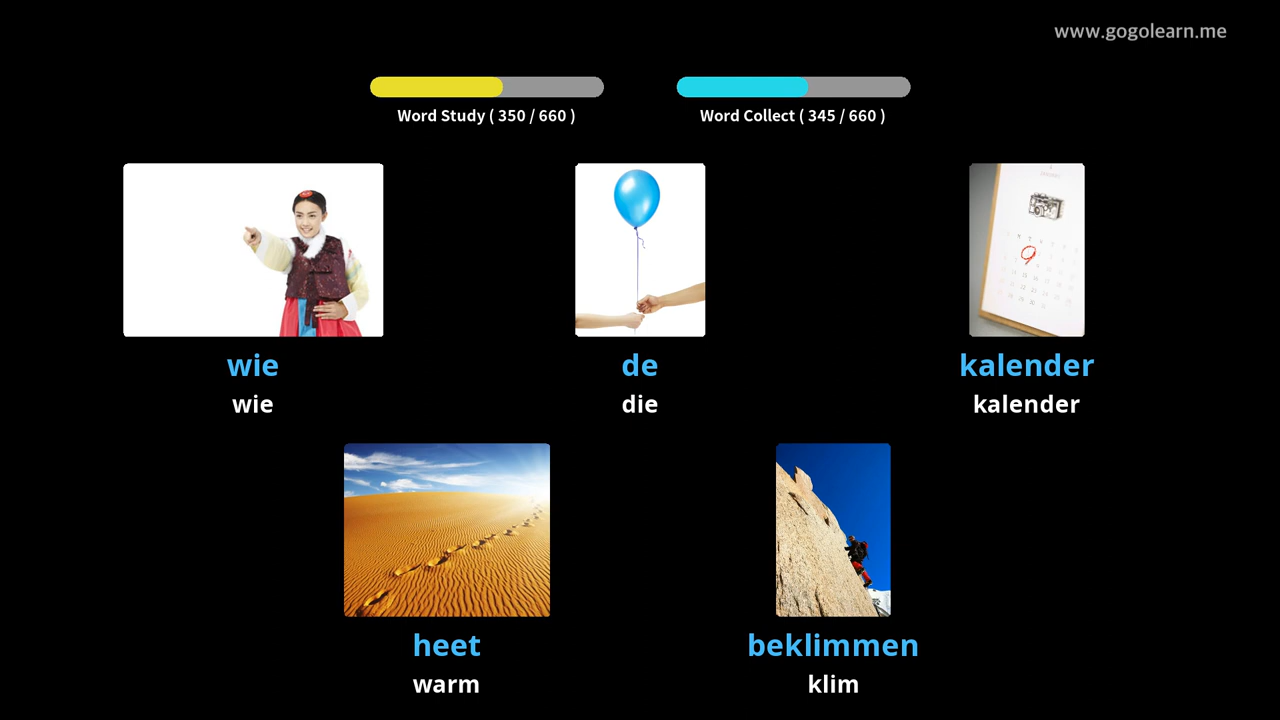 www.gogolearn.me
Word Study ( 350 / 660 )
Word Collect ( 345 / 660 )
wie
wie
de
die
kalender
kalender
heet
warm
beklimmen
klim